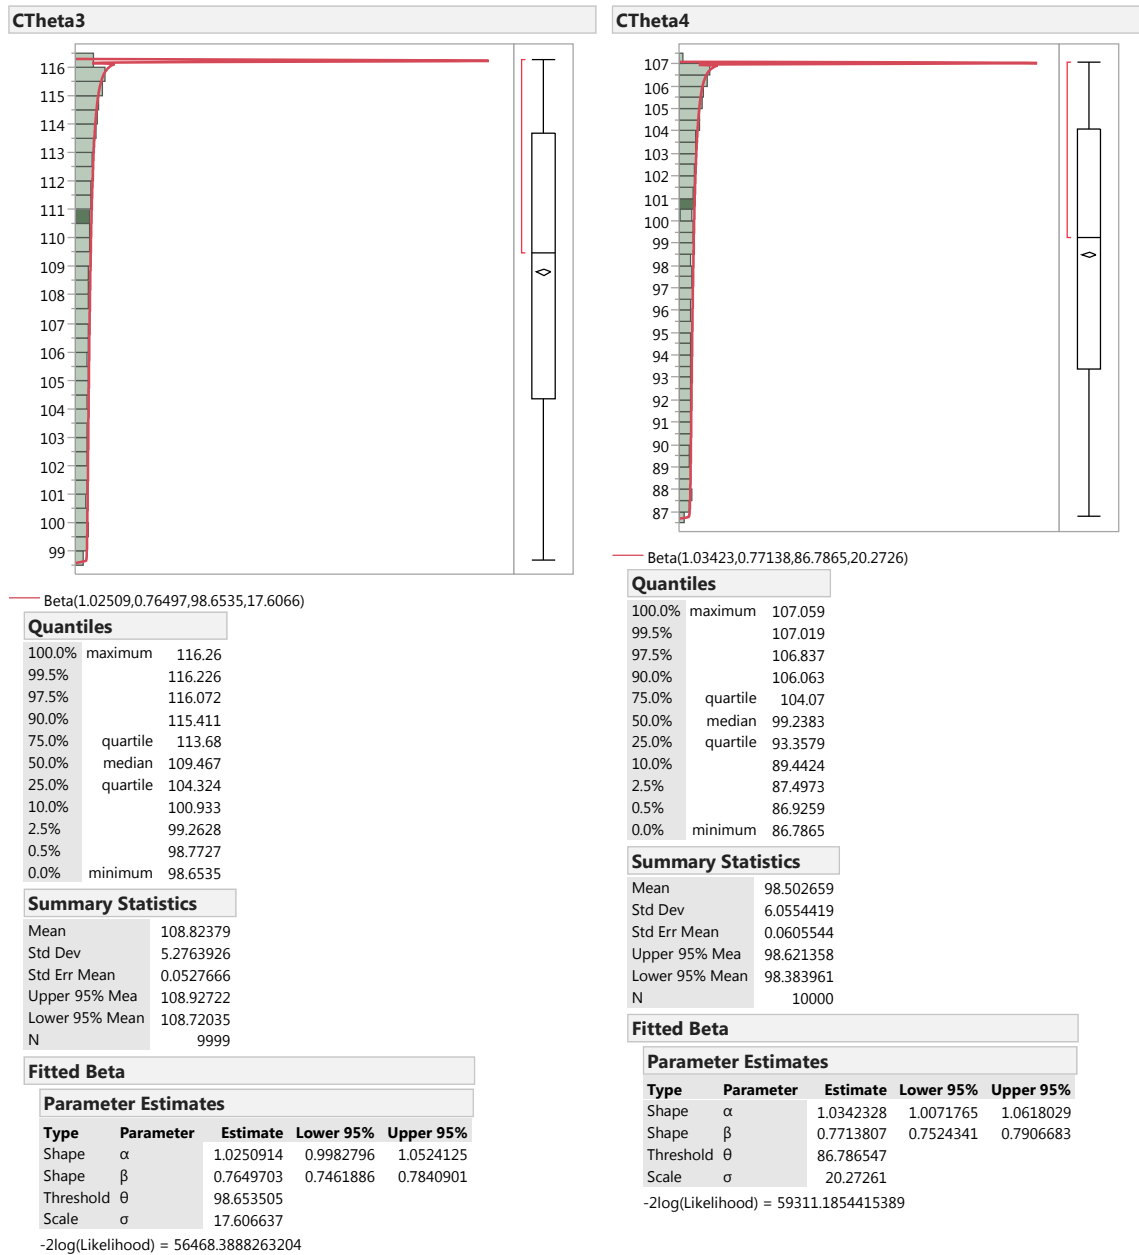 CTheta3
116
115
114
113
112
111
110
109
108
107
106
105
104
103
102
101
100
99
Beta(1.02509,0.76497,98.6535,17.6066)
Quantiles
100.0% maximum 116.26
99.5% 116.226
97.5% 116.072
90.0% 115.411
75.0% quartile 113.68
50.0% median 109.467
25.0% quartile 104.324
10.0% 100.933
2.5% 99.2628
0.5% 98.7727
0.0% minimum 98.6535
Summary Statistics
Mean 108.82379
Std Dev 5.2763926
Std Err Mean 0.0527666
Upper 95% Mea 108.92722
Lower 95% Mean 108.72035
N 9999
Fitted Beta
Parameter Estimates
Type Parameter Estimate Lower 95% Upper 95%
Shape α 1.0250914 0.9982796 1.0524125
Shape β 0.7649703 0.7461886 0.7840901
Threshold θ 98.653505
Scale σ 17.606637
-2log(Likelihood) = 56468.3888263204
CTheta4
107
106
105
104
103
102
101
100
99
98
97
96
95
94
93
92
91
90
89
88
87
Beta(1.03423,0.77138,86.7865,20.2726)
Quantiles
100.0% maximum 107.059
99.5% 107.019
97.5% 106.837
90.0% 106.063
75.0% quartile 104.07
50.0% median 99.2383
25.0% quartile 93.3579
10.0% 89.4424
2.5% 87.4973
0.5% 86.9259
0.0% minimum 86.7865
Summary Statistics
Mean 98.502659
Std Dev 6.0554419
Std Err Mean 0.0605544
Upper 95% Mea 98.621358
Lower 95% Mean 98.383961
N 10000
Fitted Beta
Parameter Estimates
Type Parameter Estimate Lower 95% Upper 95%
Shape α 1.0342328 1.0071765 1.0618029
Shape β 0.7713807 0.7524341 0.7906683
Threshold θ 86.786547
Scale σ 20.27261
-2log(Likelihood) = 59311.1854415389